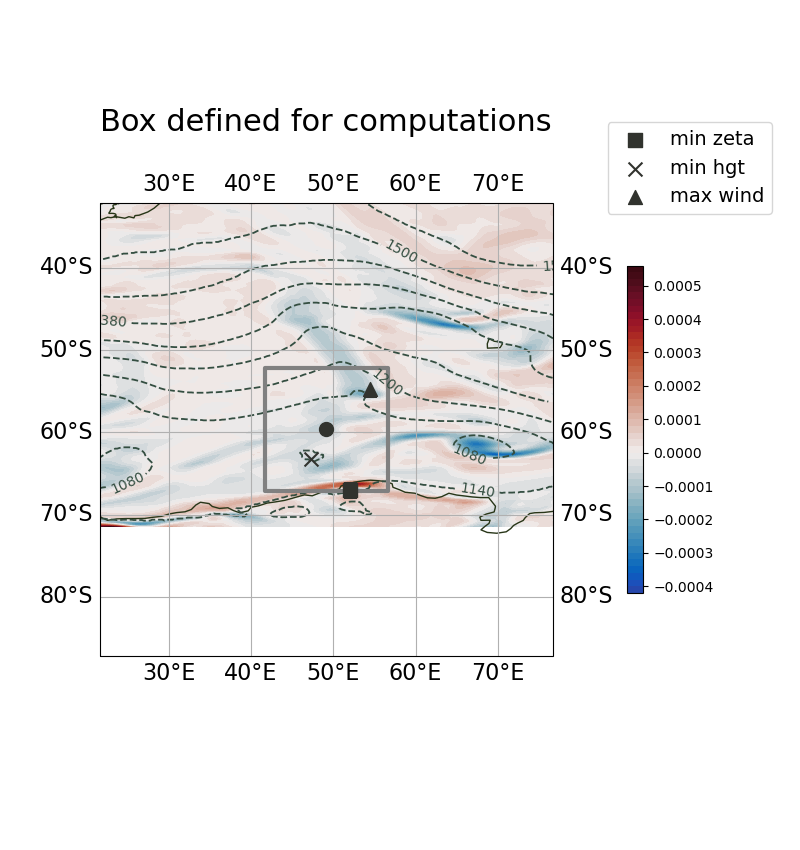 Box defined for computations
min zeta
min hgt
max wind
30°E 40°E 50°E 60°E 70°E
40°S 40°S
50°S
60°S 60°S
70°S 70°S
80°S 80°S
50°S
30°E 40°E 50°E 60°E 70°E
1500
380
1200
1080
1080
1140
0.0005
0.0004
0.0003
0.0002
0.0001
0.0000
−0.0001
−0.0002
−0.0003
−0.0004